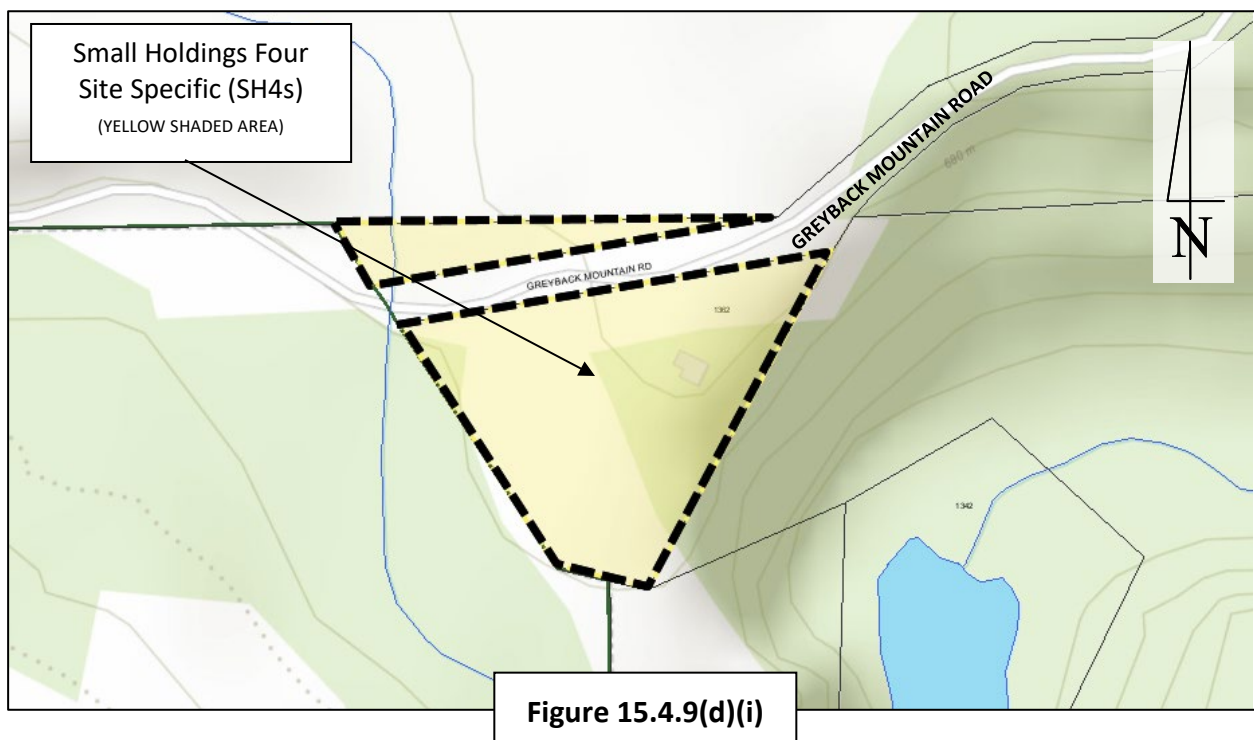 Small Holdings Four
Site Specific (SH4s)
(YELLOW SHADED AREA)
GREYBACK MOUNTAIN ROAD
680 m
N
GREYBACK MOUNTAIN RD
1362
1342
Figure 15.4.9(d)(i)